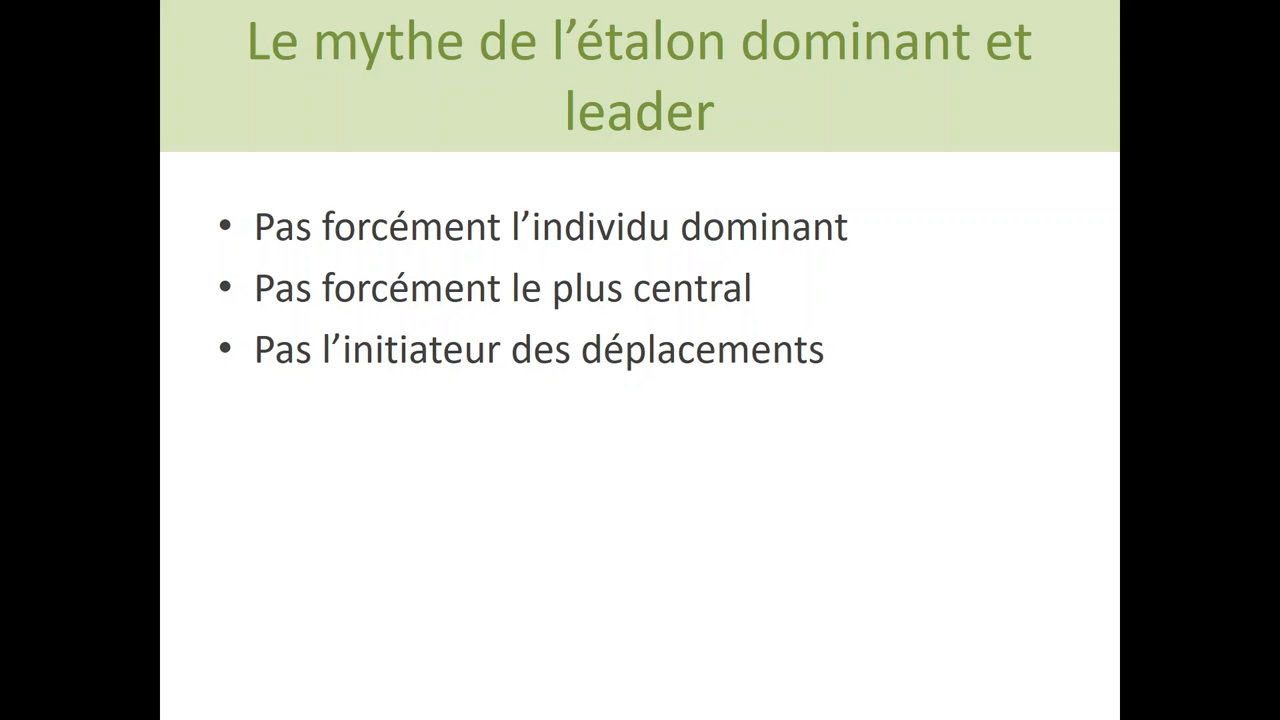 Le mythe de l’étalon dominant et
leader
• Pas forcément l’individu dominant
• Pas forcément le plus central
• Pas l’initiateur des déplacements